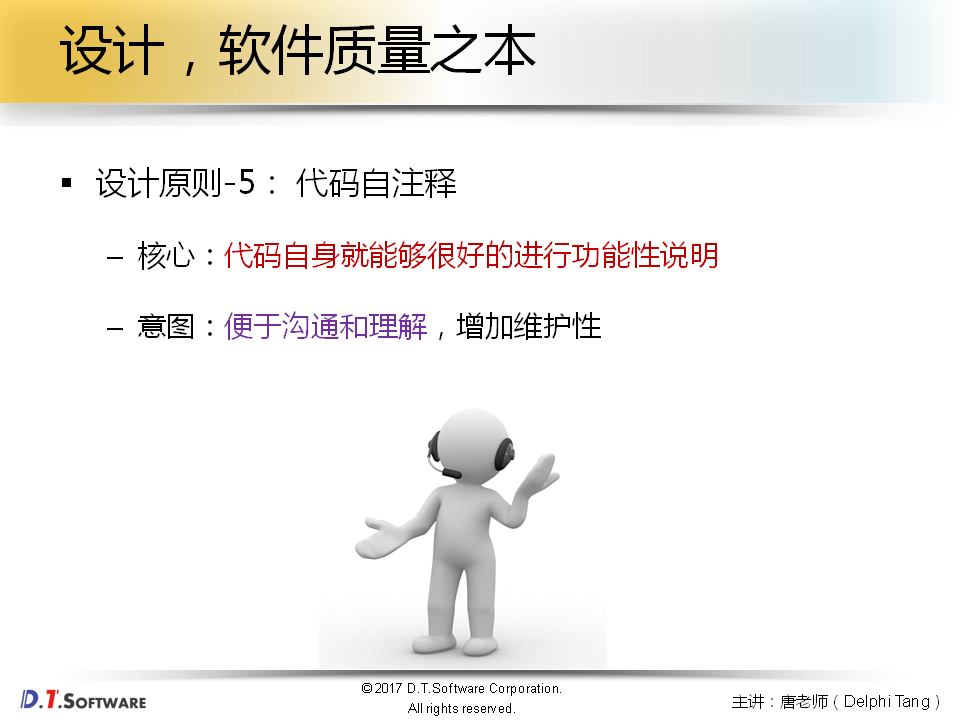 设计，软件质量之本
▪ 设计原则-5： 代码自注释
– 核心：代码自身就能够很好的进行功能性说明
– 意图：便于沟通和理解，增加维护性
D.T.SOFTWARE
©2017 D.T.Software Corporation.
All rights reserved.
主讲：唐老师（Delphi Tang）